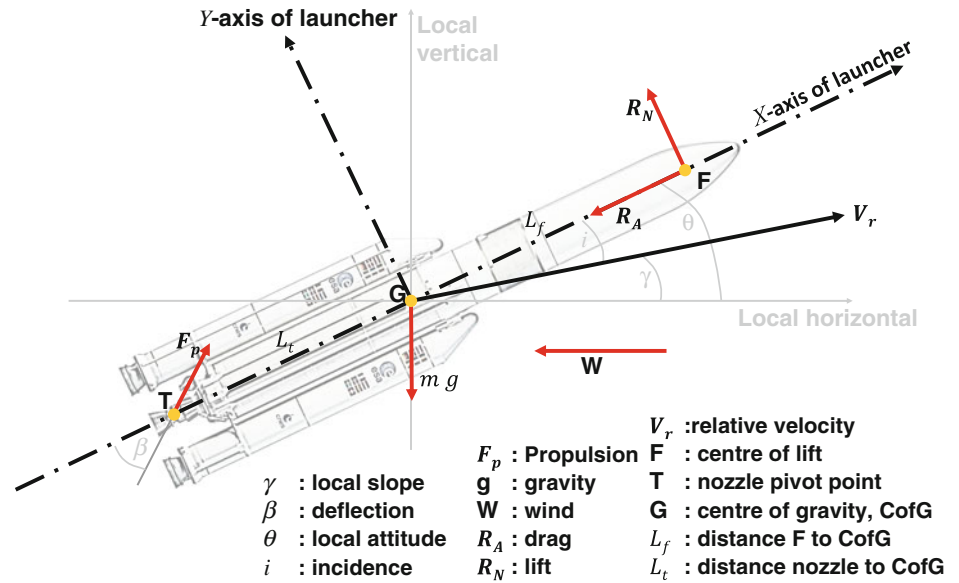 Y-axis of launcher
Local
vertical
X-axis of launcher
R_N
F
R_A
V_r
L_f
θ
i
γ
G
Local horizontal
F_p
L_t
W
m g
T
β
γ : local slope
β : deflection
θ : local attitude
i : incidence
F_p : Propulsion
g : gravity
W : wind
R_A : drag
R_N : lift
V_r :relative velocity
F : centre of lift
T : nozzle pivot point
G : centre of gravity, CofG
L_f : distance F to CofG
L_t : distance nozzle to CofG